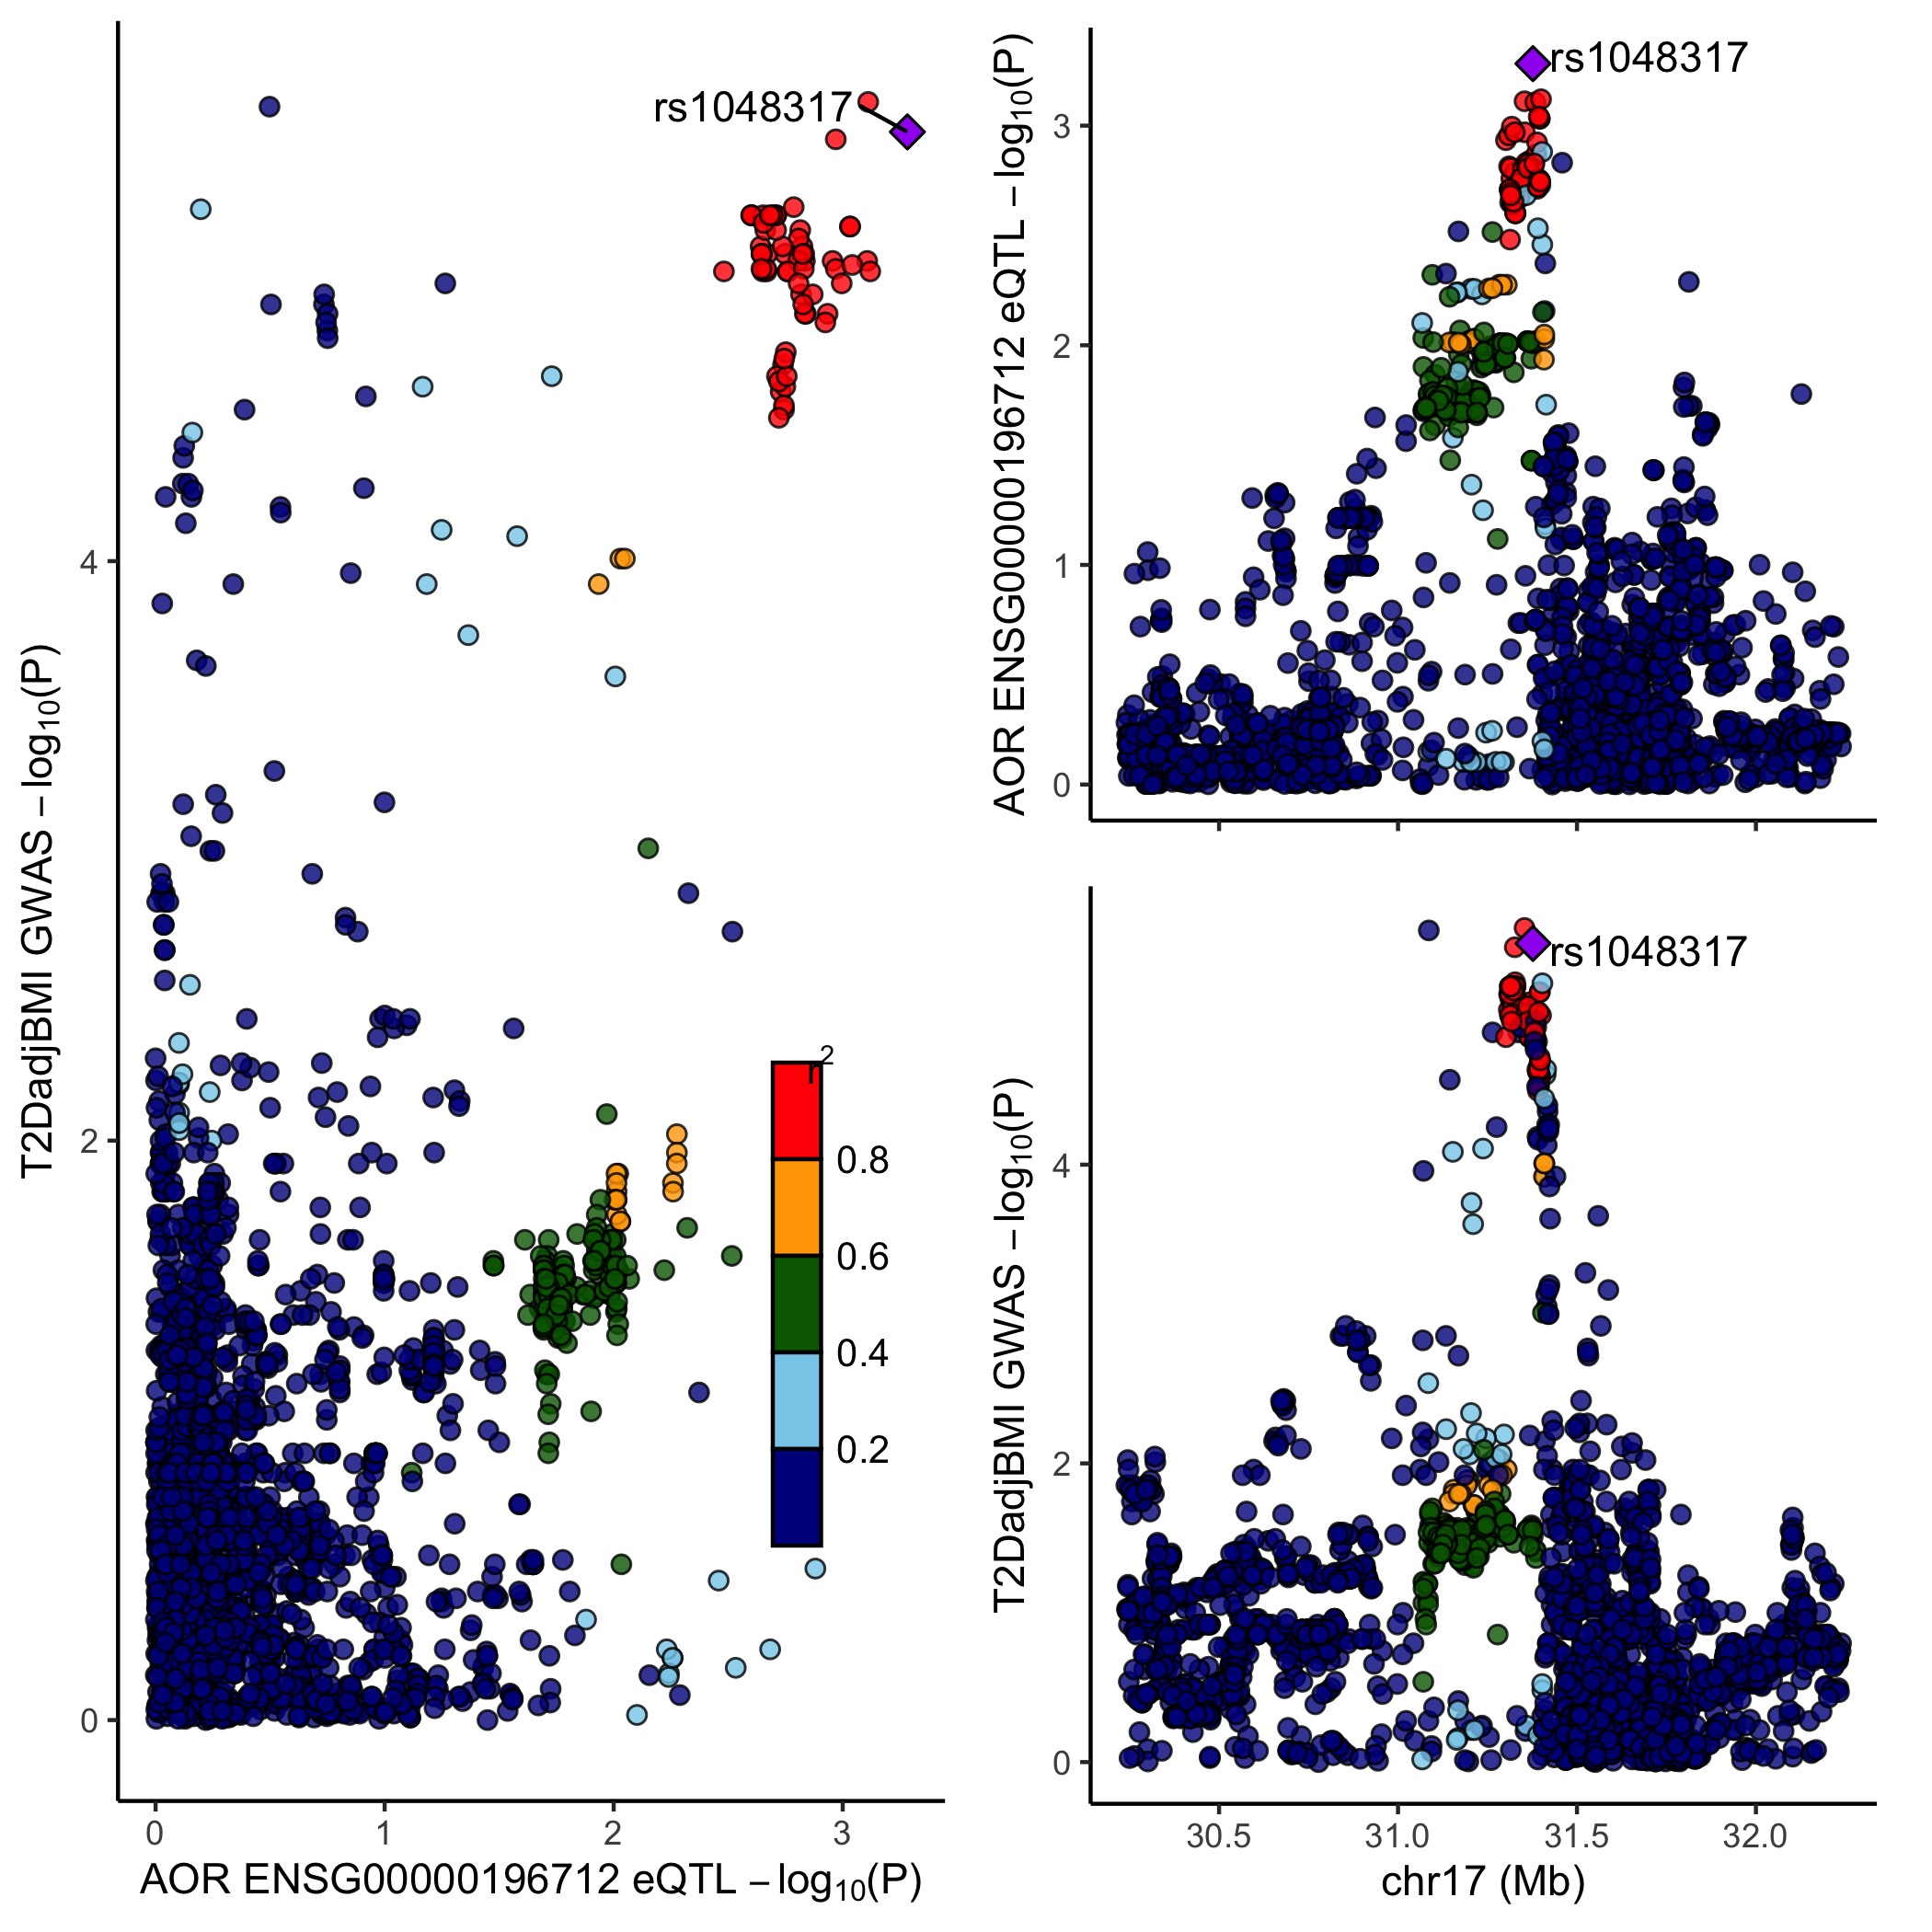 rs1048317
T2DadjBMI GWAS –log10(P)
4
2
0
r2
0.8
0.6
0.4
0.2
0
1
2
3
AOR ENSG00000196712 eQTL –log10(P)
AOR ENSG00000196712 eQTL –log10(P)
rs1048317
3
2
1
0
T2DadjBMI GWAS –log10(P)
rs1048317
4
2
0
30.5
31.0
31.5
32.0
chr17 (Mb)